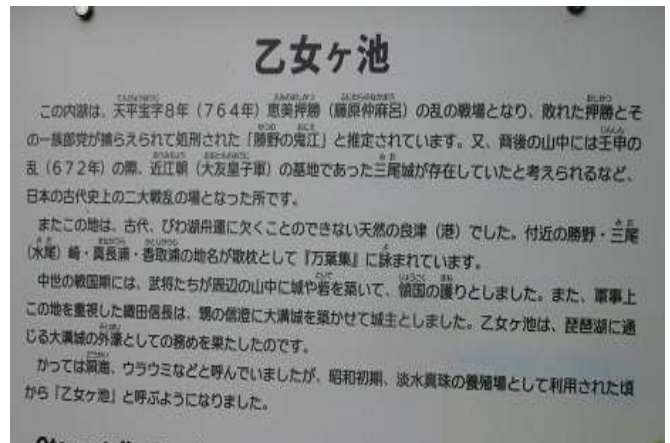 乙女ヶ池
この内湖は、天平宝字8年（764年）恵美押勝（藤原仲麻呂）の乱の戦場となり、敗れた押勝とそ
の一族郎党が捕らえられて処刑された「勝野の鬼江」と推定されています。又、背後の山中には壬申の
乱（672年）の際、近江朝（大友皇子軍）の基地であった三尾城が存在していたと考えられるなど、
日本の古代史上の二大戦乱の場となった所です。
またこの地は、古代、びわ湖舟運に欠くことのできない天然の良津（港）でした。付近の勝野・三尾
（水尾）崎・真長浦・香取浦の地名が歌枕として『万葉集』に詠まれています。
中世の戦国期には、武将たちが周辺の山中に城や砦を築いて、領国の護りとしました。また、軍事上
この地を重視した織田信長は、甥の信澄に大溝城を築かせて城主としました。乙女ヶ池は、琵琶湖に通
じる大溝城の外濠としての務めを果たしたのです。
かつては洞海、ウラウミなどと呼んでいましたが、昭和初期、淡水真珠の養殖場として利用された頃
から「乙女ヶ池」と呼ぶようになりました。